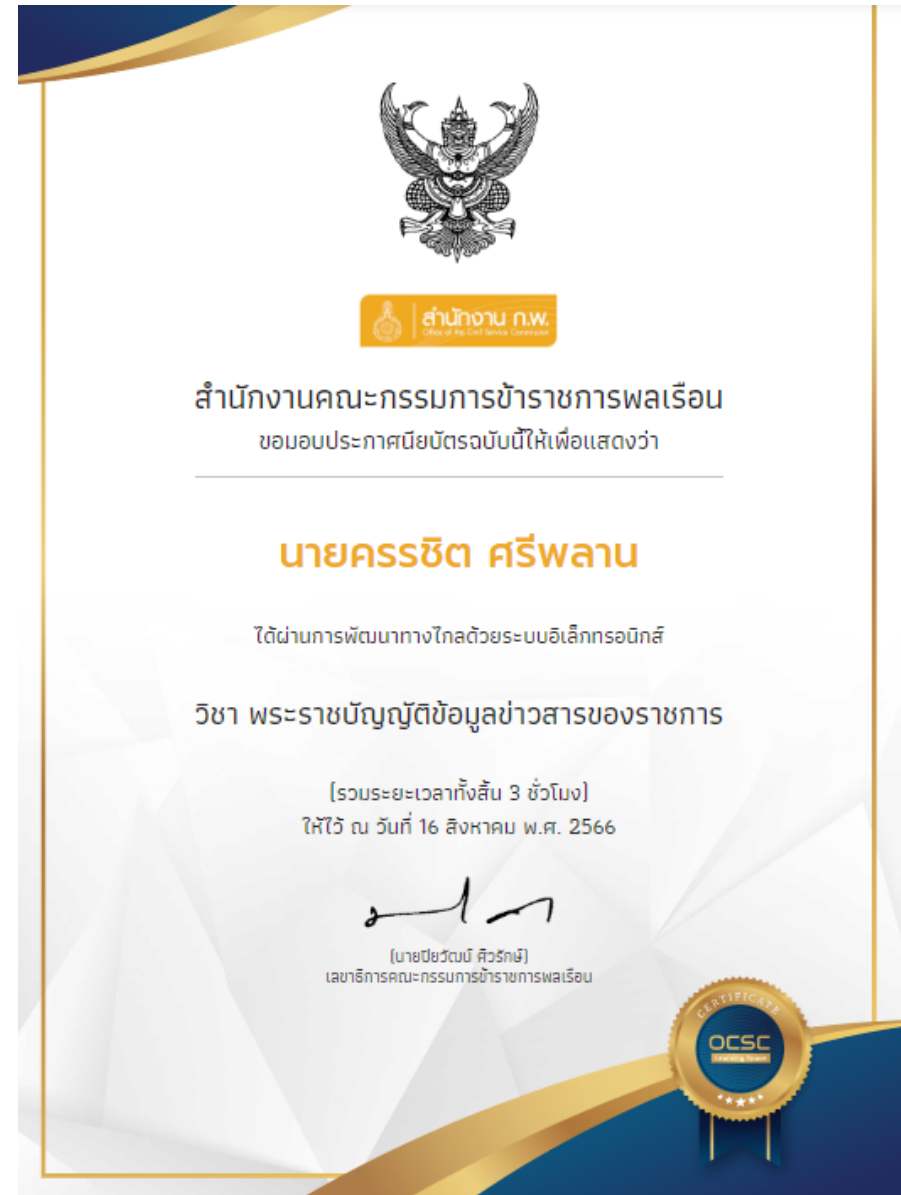 สำนักงาน ก.พ.
Office of the Civil Service Commission
สำนักงานคณะกรรมการข้าราชการพลเรือน
ขอมอบประกาศนียบัตรฉบับนี้ให้เพื่อแสดงว่า
นายครรชิต ศรีพลาน
ได้ผ่านการพัฒนาทางไกลด้วยระบบอิเล็กทรอนิกส์
วิชา พระราชบัญญัติข้อมูลข่าวสารของราชการ
(รวมระยะเวลาทั้งสิ้น 3 ชั่วโมง)
ให้ไว้ ณ วันที่ 16 สิงหาคม พ.ศ. 2566
(นายปิยวัฒน์ ศิวรักษ์)
เลขาธิการคณะกรรมการข้าราชการพลเรือน
CERTIFICATE
OCSC
Learning Space